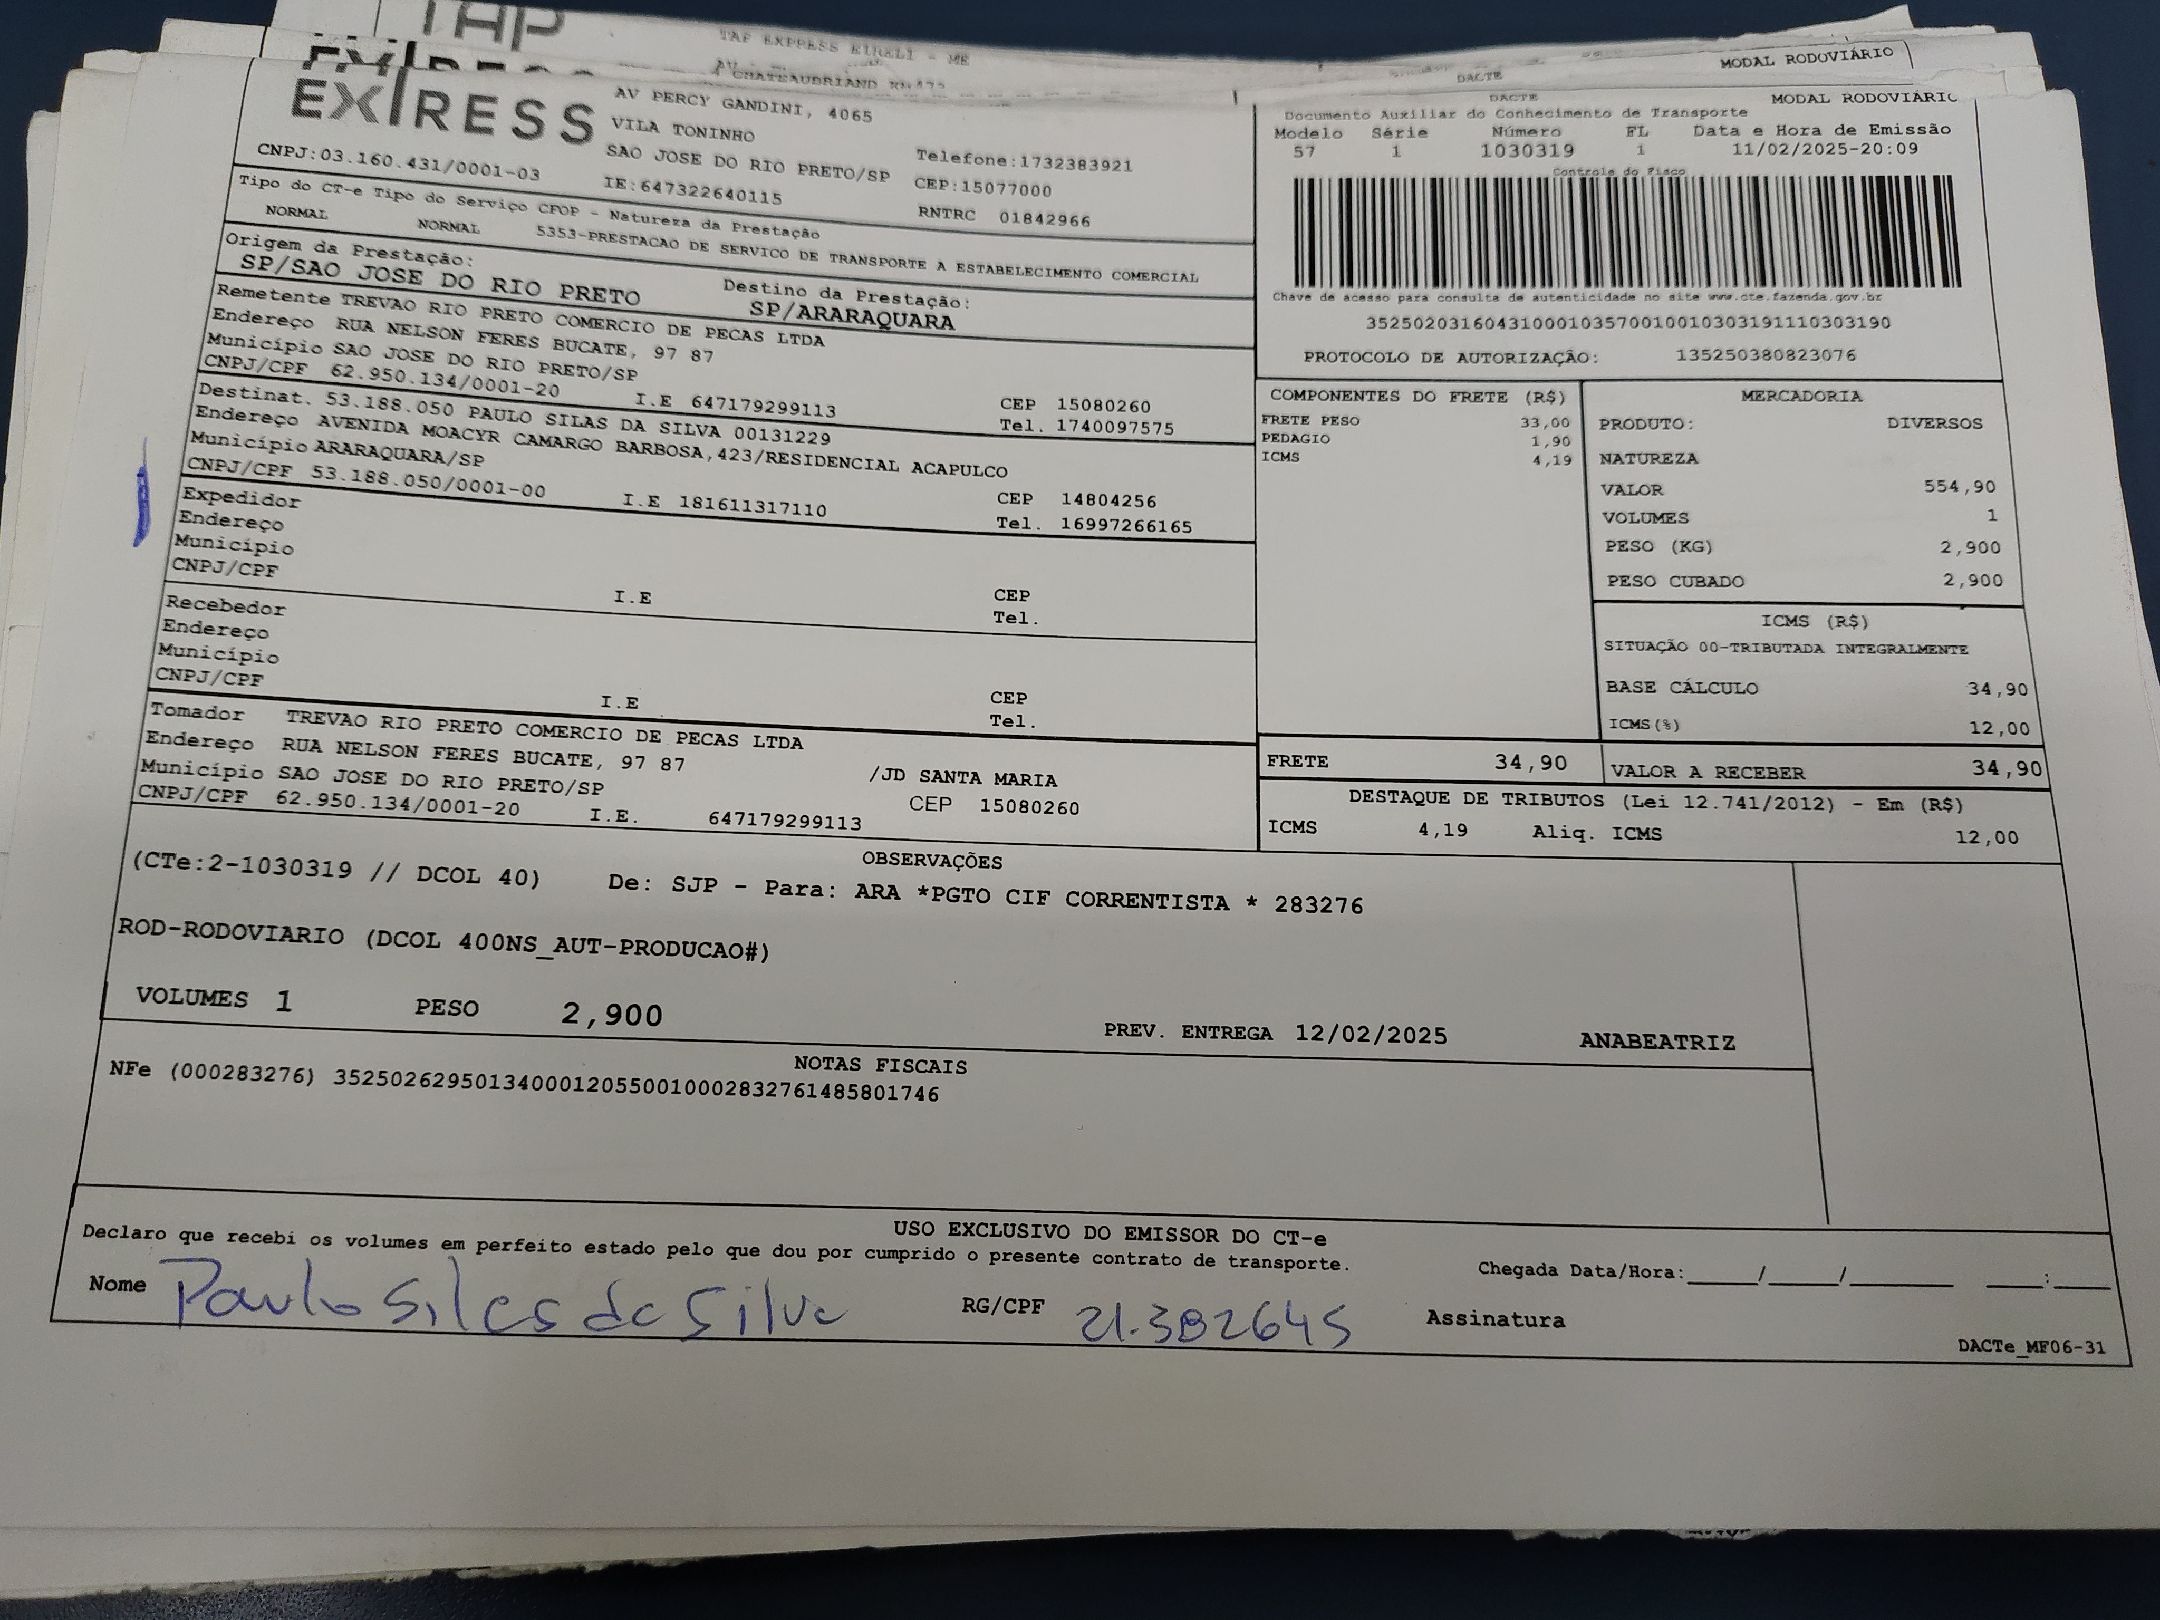 TAP
TAP EXPRESS EIRELI - ME
MODAL RODOVIÁRIO
DACTE
CHATEAUBRIAND
EXPRESS
AV PERCY GANDINI, 4065
VILA TONINHO
SAO JOSE DO RIO PRETO/SP
Telefone:1732383921
CNPJ:03.160.431/0001-03
IE:647322640115
CEP:15077000
RNTRC 01842966
DACTE
MODAL RODOVIÁRIO
Documento Auxiliar do Conhecimento de Transporte
Modelo Série Número FL Data e Hora de Emissão
57 1 1030319 1 11/02/2025-20:09
Controle do Fisco
Chave de acesso para consulta de autenticidade no site www.cte.fazenda.gov.br
35250203160431000103570010010303191110303190
PROTOCOLO DE AUTORIZAÇÃO: 135250380823076
Tipo do CT-e Tipo do Serviço CFOP - Natureza da Prestação
NORMAL NORMAL 5353-PRESTACAO DE SERVICO DE TRANSPORTE A ESTABELECIMENTO COMERCIAL
Origem da Prestação: Destino da Prestação:
SP/SAO JOSE DO RIO PRETO SP/ARARAQUARA
Remetente TREVAO RIO PRETO COMERCIO DE PECAS LTDA
Endereço RUA NELSON FERES BUCATE, 97 87
Município SAO JOSE DO RIO PRETO/SP CEP 15080260
CNPJ/CPF 62.950.134/0001-20 I.E 647179299113 Tel. 1740097575
Destinat. 53.188.050 PAULO SILAS DA SILVA 00131229
Endereço AVENIDA MOACYR CAMARGO BARBOSA,423/RESIDENCIAL ACAPULCO
Município ARARAQUARA/SP CEP 14804256
CNPJ/CPF 53.188.050/0001-00 I.E 181611317110 Tel. 16997266165
Expedidor
Endereço
Município CEP
CNPJ/CPF I.E Tel.
Recebedor
Endereço
Município CEP
CNPJ/CPF I.E Tel.
Tomador TREVAO RIO PRETO COMERCIO DE PECAS LTDA
Endereço RUA NELSON FERES BUCATE, 97 87 /JD SANTA MARIA
Município SAO JOSE DO RIO PRETO/SP CEP 15080260
CNPJ/CPF 62.950.134/0001-20 I.E. 647179299113
COMPONENTES DO FRETE (R$)
FRETE PESO 33,00
PEDAGIO 1,90
ICMS 4,19
MERCADORIA
PRODUTO: DIVERSOS
NATUREZA
VALOR 554,90
VOLUMES 1
PESO (KG) 2,900
PESO CUBADO 2,900
ICMS (R$)
SITUAÇÃO 00-TRIBUTADA INTEGRALMENTE
BASE CÁLCULO 34,90
ICMS(%) 12,00
FRETE 34,90 VALOR A RECEBER 34,90
DESTAQUE DE TRIBUTOS (Lei 12.741/2012) - Em (R$)
ICMS 4,19 Aliq. ICMS 12,00
OBSERVAÇÕES
(CTe:2-1030319 // DCOL 40) De: SJP - Para: ARA *PGTO CIF CORRENTISTA * 283276
ROD-RODOVIARIO (DCOL 400NS_AUT-PRODUCAO#)
VOLUMES 1 PESO 2,900 PREV. ENTREGA 12/02/2025 ANABEATRIZ
NOTAS FISCAIS
NFe (000283276) 35250262950134000120550010002832761485801746
USO EXCLUSIVO DO EMISSOR DO CT-e
Declaro que recebi os volumes em perfeito estado pelo que dou por cumprido o presente contrato de transporte.
Chegada Data/Hora:____/____/______ ____:____
Nome Paulo Silas da Silva RG/CPF 21.382645 Assinatura
DACTe_MF06-31